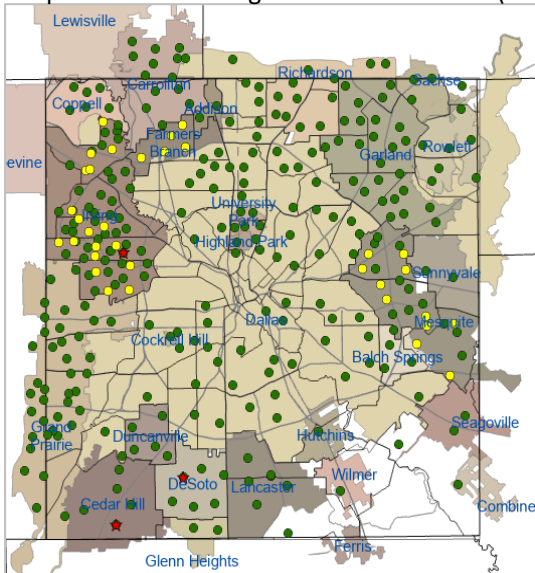 Lewisville
Richardson
Carrollton
Sachse
Coppell
Addison
Farmers
Branch
Garland
Rowlett
evine
Irving
University
Park
Highland Park
Sunnyvale
Dallas
Mesquite
Cockrell Hill
Balch Springs
Grand
Prairie
Duncanville
Hutchins
Seagoville
DeSoto
Lancaster
Wilmer
Cedar Hill
Combine
Ferris
Glenn Heights